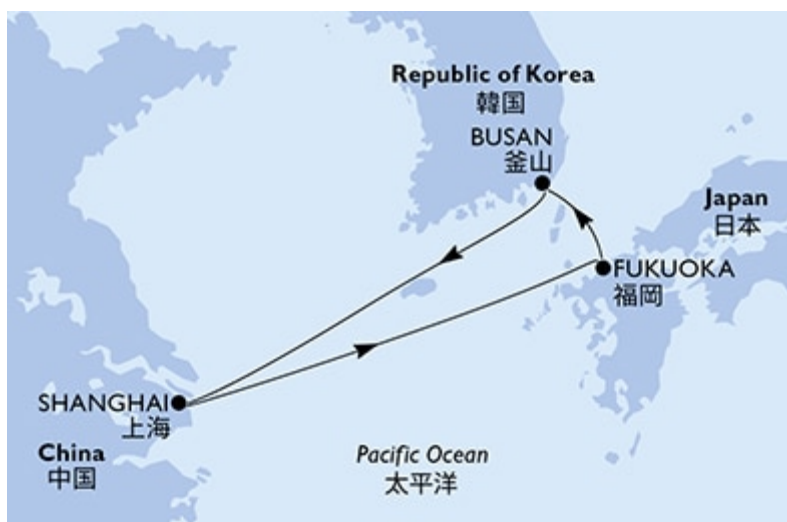 Republic of Korea
韓国
BUSAN
釜山
Japan
日本
FUKUOKA
福岡
SHANGHAI
上海
China
中国
Pacific Ocean
太平洋